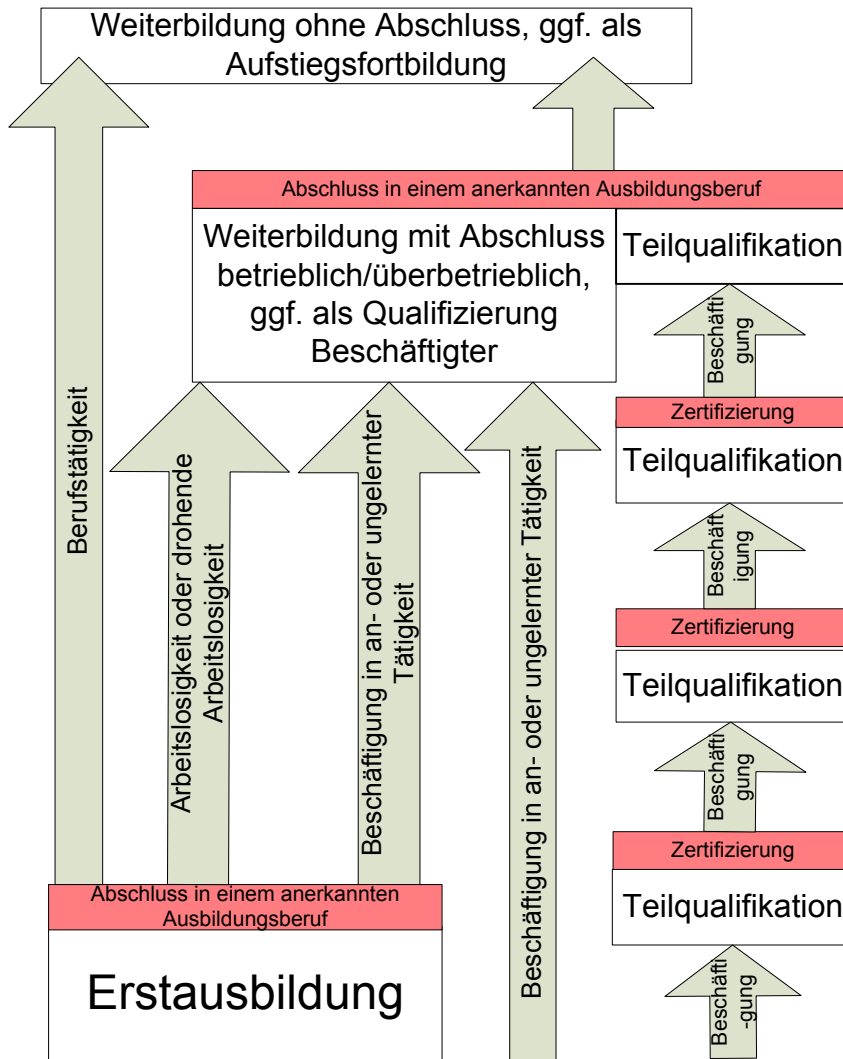 Weiterbildung ohne Abschluss, ggf. als
Aufstiegsfortbildung
Abschluss in einem anerkannten Ausbildungsberuf
Weiterbildung mit Abschluss
betrieblich/überbetrieblich,
ggf. als Qualifizierung
Beschäftigter
Teilqualifikation
Beschäfti
gung
Zertifizierung
Teilqualifikation
Beschäft
igung
Zertifizierung
Teilqualifikation
Beschäfti
gung
Zertifizierung
Teilqualifikation
Beschäfti
-gung
Berufstätigkeit
Arbeitslosigkeit oder drohende
Arbeitslosigkeit
Beschäftigung in an- oder ungelernter
Tätigkeit
Beschäftigung in an- oder ungelernter Tätigkeit
Abschluss in einem anerkannten
Ausbildungsberuf
Erstausbildung